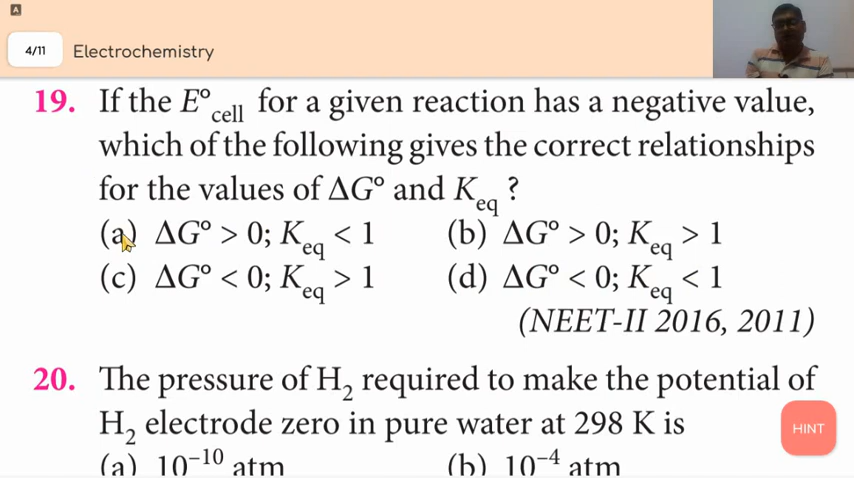 A
4/11 Electrochemistry
19. If the E°cell for a given reaction has a negative value,
which of the following gives the correct relationships
for the values of ΔG° and Keq ?
(a) ΔG° > 0; Keq < 1 (b) ΔG° > 0; Keq > 1
(c) ΔG° < 0; Keq > 1 (d) ΔG° < 0; Keq < 1
(NEET-II 2016, 2011)
20. The pressure of H₂ required to make the potential of
H₂ electrode zero in pure water at 298 K is
HINT
(a) 10⁻¹⁰ atm (b) 10⁻⁴ atm